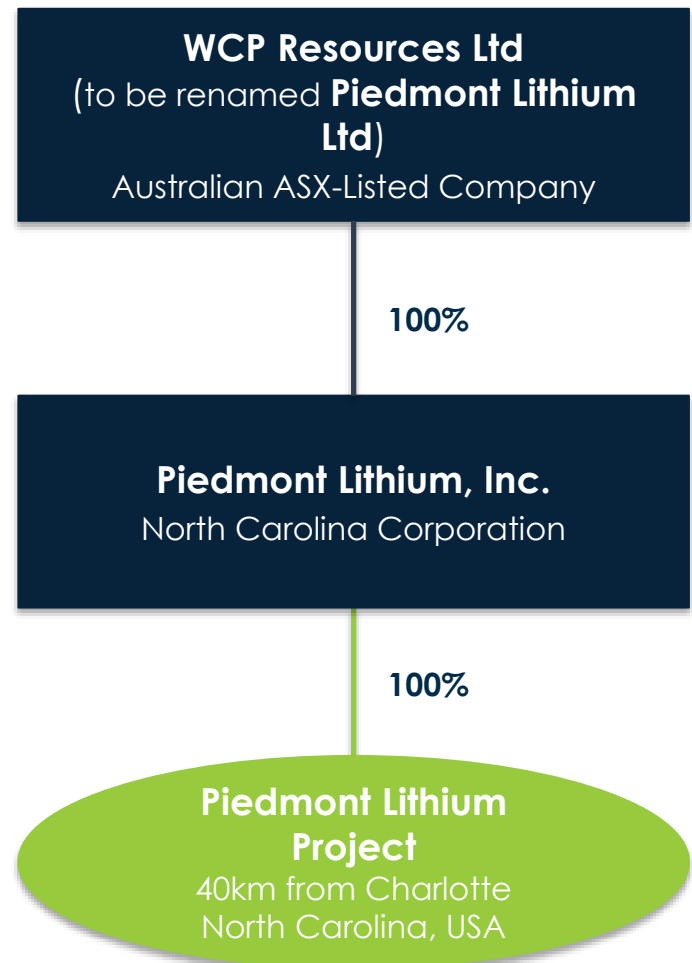 WCP Resources Ltd
(to be renamed Piedmont Lithium
Ltd)
Australian ASX-Listed Company
100%
Piedmont Lithium, Inc.
North Carolina Corporation
100%
Piedmont Lithium
Project
40km from Charlotte
North Carolina, USA